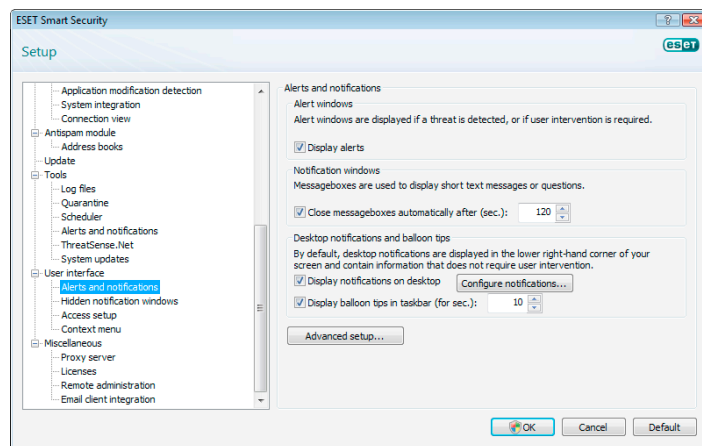 ESET Smart Security
Setup
eset
Application modification detection
System integration
Connection view
Antispam module
Address books
Update
Tools
Log files
Quarantine
Scheduler
Alerts and notifications
ThreatSense.Net
System updates
User interface
Alerts and notifications
Hidden notification windows
Access setup
Context menu
Miscellaneous
Proxy server
Licenses
Remote administration
Email client integration
Alerts and notifications
Alert windows
Alert windows are displayed if a threat is detected, or if user intervention is required.
Display alerts
Notification windows
Messageboxes are used to display short text messages or questions.
Close messageboxes automatically after (sec.): 120
Desktop notifications and balloon tips
By default, desktop notifications are displayed in the lower right-hand corner of your
screen and contain information that does not require user intervention.
Display notifications on desktop Configure notifications...
Display balloon tips in taskbar (for sec.): 10
Advanced setup...
OK Cancel Default